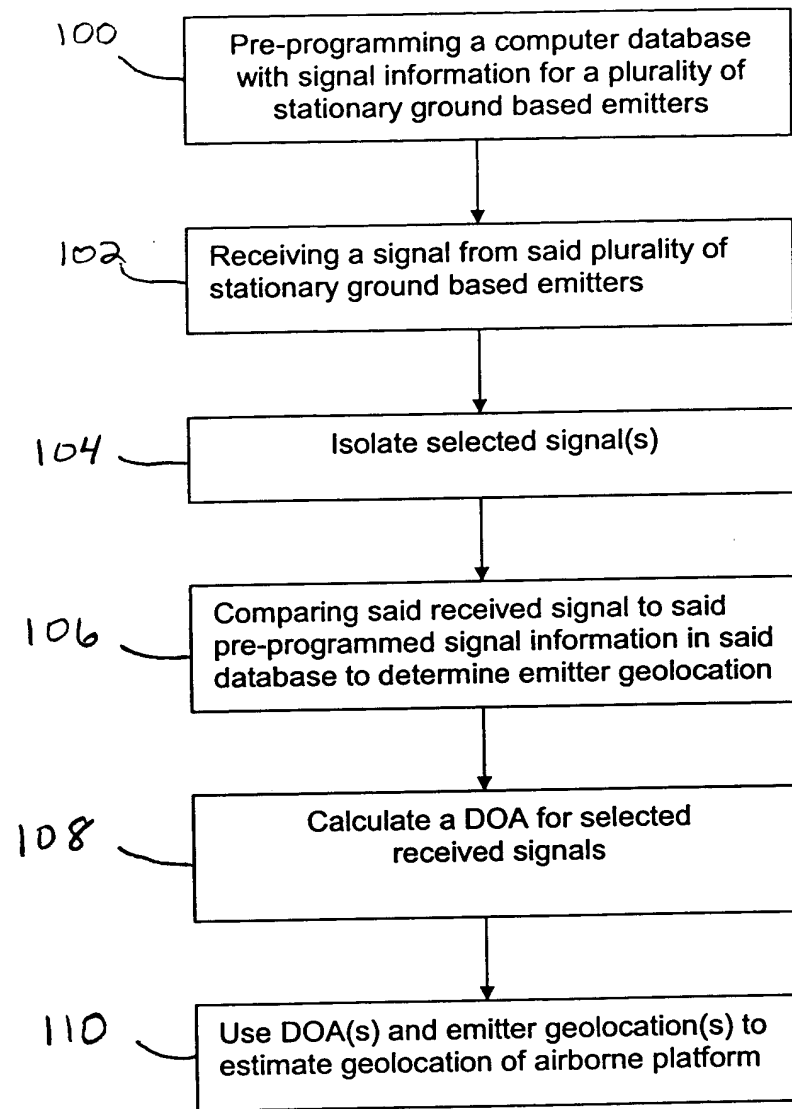 100
Pre-programming a computer database
with signal information for a plurality of
stationary ground based emitters
102
Receiving a signal from said plurality of
stationary ground based emitters
104
Isolate selected signal(s)
106
Comparing said received signal to said
pre-programmed signal information in said
database to determine emitter geolocation
108
Calculate a DOA for selected
received signals
110
Use DOA(s) and emitter geolocation(s) to
estimate geolocation of airborne platform